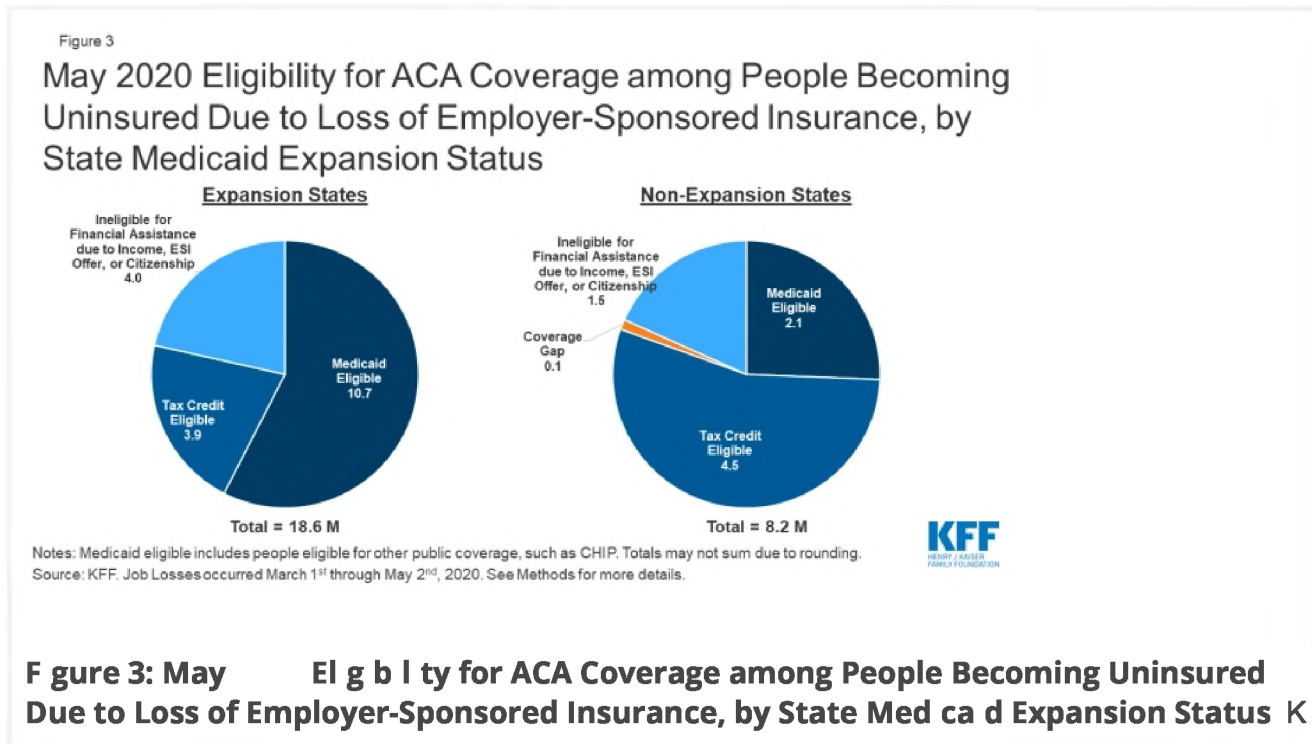 Figure 3
May 2020 Eligibility for ACA Coverage among People Becoming
Uninsured Due to Loss of Employer-Sponsored Insurance, by
State Medicaid Expansion Status
Expansion States
Ineligible for
Financial Assistance
due to Income, ESI
Offer, or Citizenship
4.0
Medicaid
Eligible
10.7
Tax Credit
Eligible
3.9
Total = 18.6 M
Non-Expansion States
Ineligible for
Financial Assistance
due to Income, ESI
Offer, or Citizenship
1.5
Medicaid
Eligible
2.1
Coverage
Gap
0.1
Tax Credit
Eligible
4.5
Total = 8.2 M
Notes: Medicaid eligible includes people eligible for other public coverage, such as CHIP. Totals may not sum due to rounding.
Source: KFF. Job Losses occurred March 1st through May 2nd, 2020. See Methods for more details.
KFF
HENRY J KAISER
FAMILY FOUNDATION
F gure 3: May El g b l ty for ACA Coverage among People Becoming Uninsured
Due to Loss of Employer-Sponsored Insurance, by State Med ca d Expansion Status K